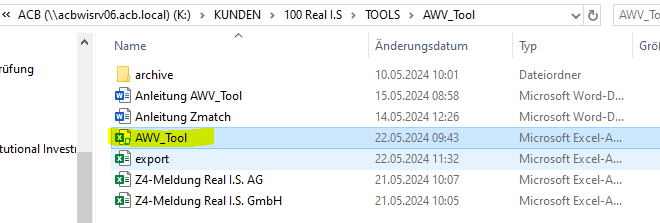 ACB (\\acbwisrv06.acb.local) (K:) > KUNDEN > 100 Real I.S > TOOLS > AWV_Tool
AWV_To
Name Änderungsdatum Typ Grö
rüfung
archive 10.05.2024 10:01 Dateiordner
Anleitung AWV_Tool 15.05.2024 08:58 Microsoft Word-D...
Anleitung Zmatch 14.05.2024 12:26 Microsoft Word-D...
AWV_Tool 22.05.2024 09:43 Microsoft Excel-A...
tutional Investm
export 22.05.2024 11:32 Microsoft Excel-A...
Z4-Meldung Real I.S. AG 21.05.2024 10:07 Microsoft Excel-A...
Z4-Meldung Real I.S. GmbH 21.05.2024 10:05 Microsoft Excel-A...